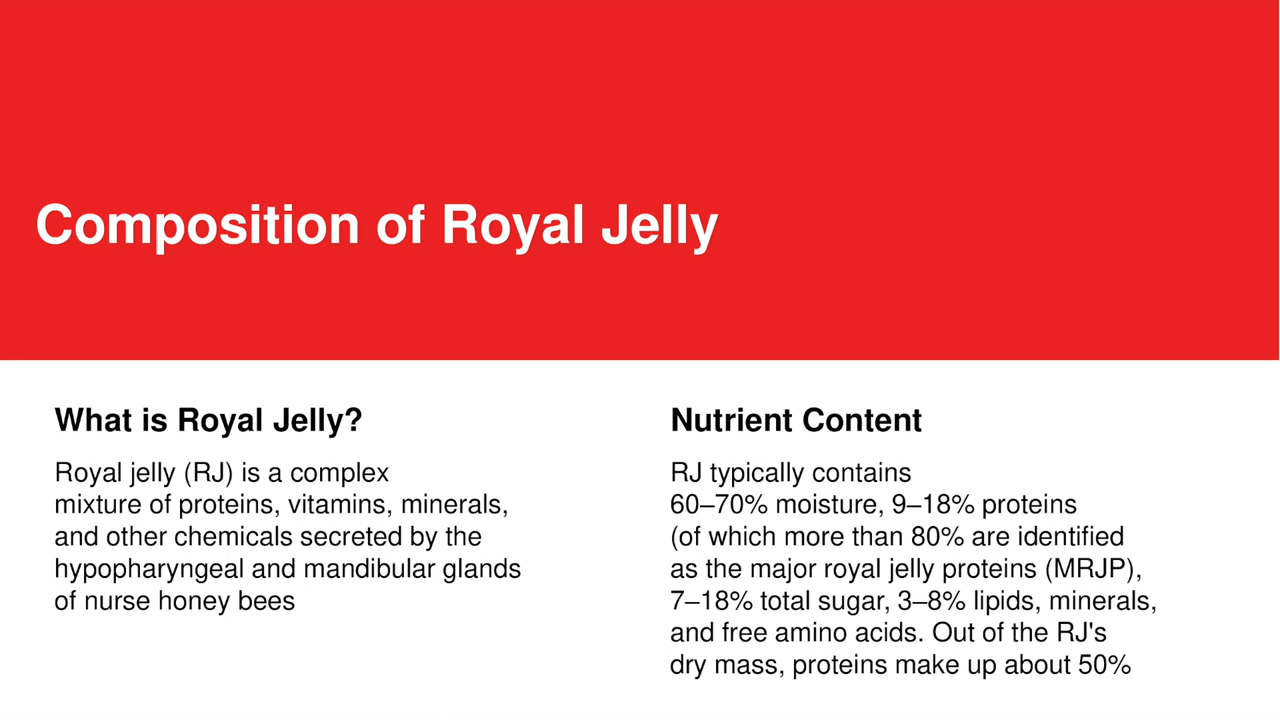 Composition of Royal Jelly
What is Royal Jelly?
Royal jelly (RJ) is a complex
mixture of proteins, vitamins, minerals,
and other chemicals secreted by the
hypopharyngeal and mandibular glands
of nurse honey bees
Nutrient Content
RJ typically contains
60–70% moisture, 9–18% proteins
(of which more than 80% are identified
as the major royal jelly proteins (MRJP),
7–18% total sugar, 3–8% lipids, minerals,
and free amino acids. Out of the RJ's
dry mass, proteins make up about 50%